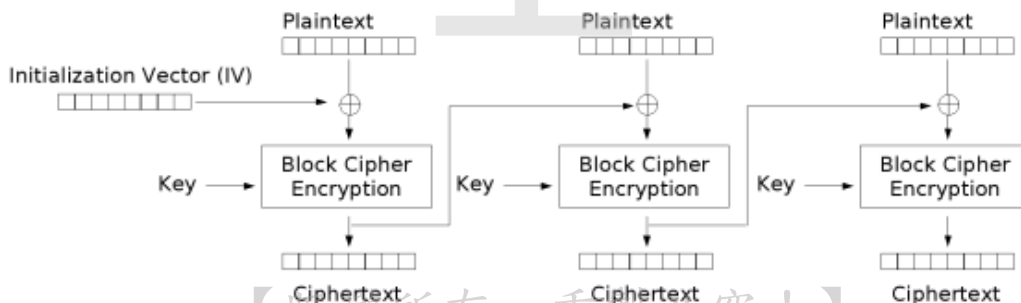 Plaintext
Plaintext
Plaintext
Initialization Vector (IV)
Block Cipher
Encryption
Block Cipher
Encryption
Block Cipher
Encryption
Key
Key
Key
Ciphertext
Ciphertext
Ciphertext